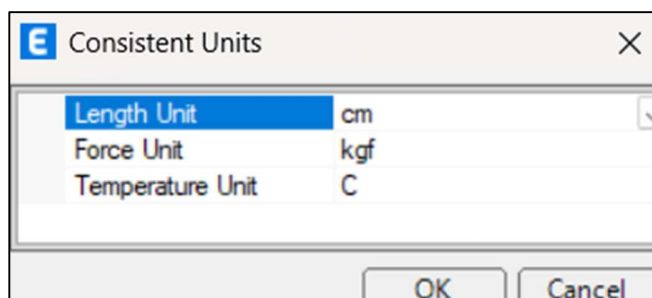 E Consistent Units
Length Unit cm
Force Unit kgf
Temperature Unit C
OK Cancel